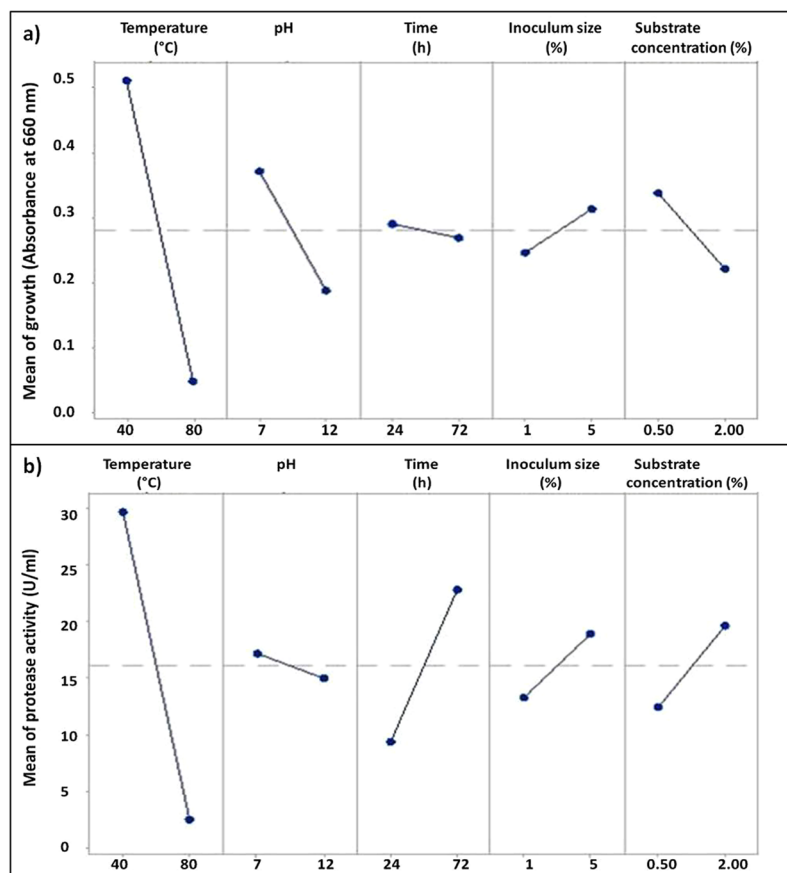 a)
Temperature
(°C)
pH
Time
(h)
Inoculum size
(%)
Substrate
concentration (%)
Mean of growth (Absorbance at 660 nm)
0.5
0.4
0.3
0.2
0.1
0.0
40 80 7 12 24 72 1 5 0.50 2.00
b)
Temperature
(°C)
pH
Time
(h)
Inoculum size
(%)
Substrate
concentration (%)
Mean of protease activity (U/ml)
30
25
20
15
10
5
0
40 80 7 12 24 72 1 5 0.50 2.00